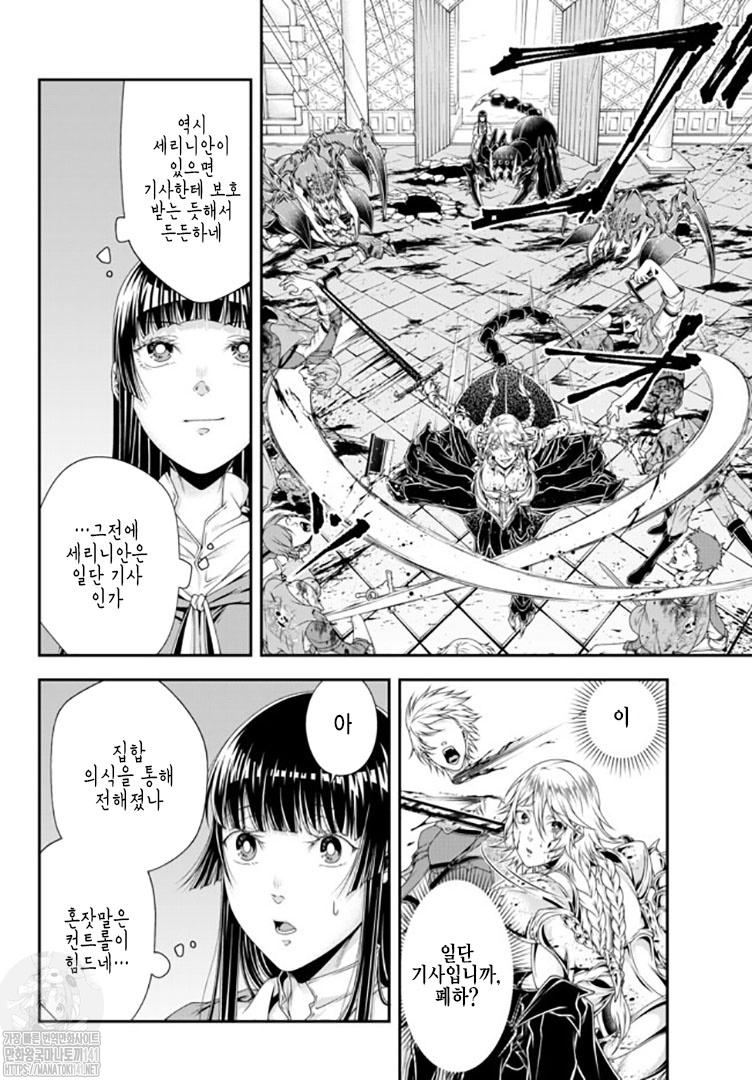 역시
세리니안이
있으면
기사한테 보호
받는 듯해서
든든하네
…그전에
세리니안은
일단 기사
인가
이
일단
기사입니까,
폐하?
아
집합
의식을 통해
전해졌나
혼잣말은
컨트롤이
힘드네…
가장 빠른 번역만화사이트
만화왕국마나토끼141
HTTPS://MANATOKI141.NET